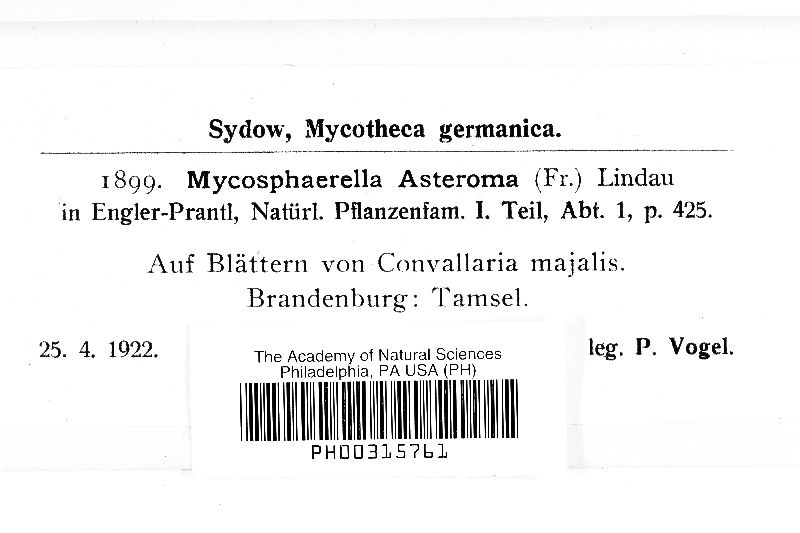 Sydow, Mycotheca germanica.
1899. Mycosphaerella Asteroma (Fr.) Lindau
in Engler-Prantl, Natürl. Pflanzenfam. I. Teil, Abt. 1, p. 425.
Auf Blättern von Convallaria majalis.
Brandenburg: Tamsel.
25. 4. 1922. leg. P. Vogel.
The Academy of Natural Sciences
Philadelphia, PA USA (PH)
PH00315761